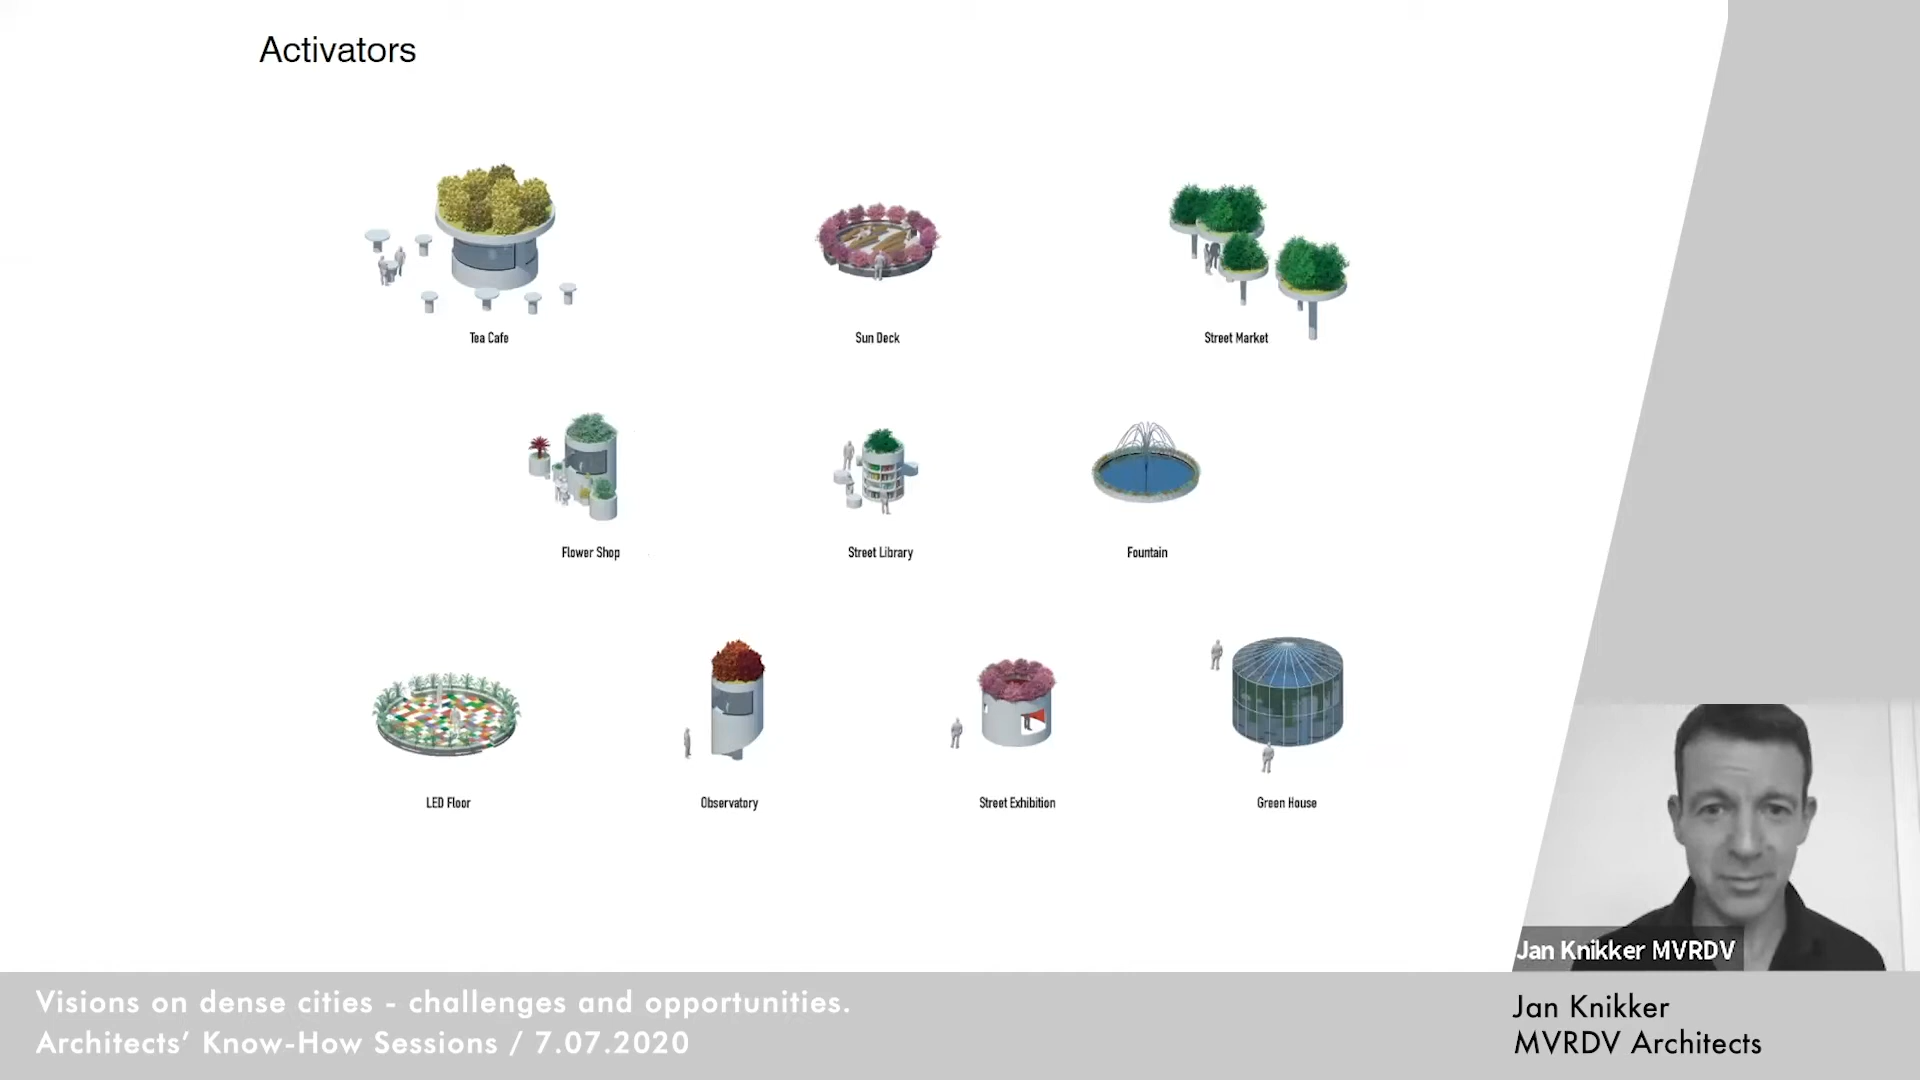 Activators
Tea Cafe
Sun Deck
Street Market
Flower Shop
Street Library
Fountain
LED Floor
Observatory
Street Exhibition
Green House
Jan Knikker MVRDV
Visions on dense cities - challenges and opportunities.
Architects’ Know-How Sessions / 7.07.2020
Jan Knikker
MVRDV Architects